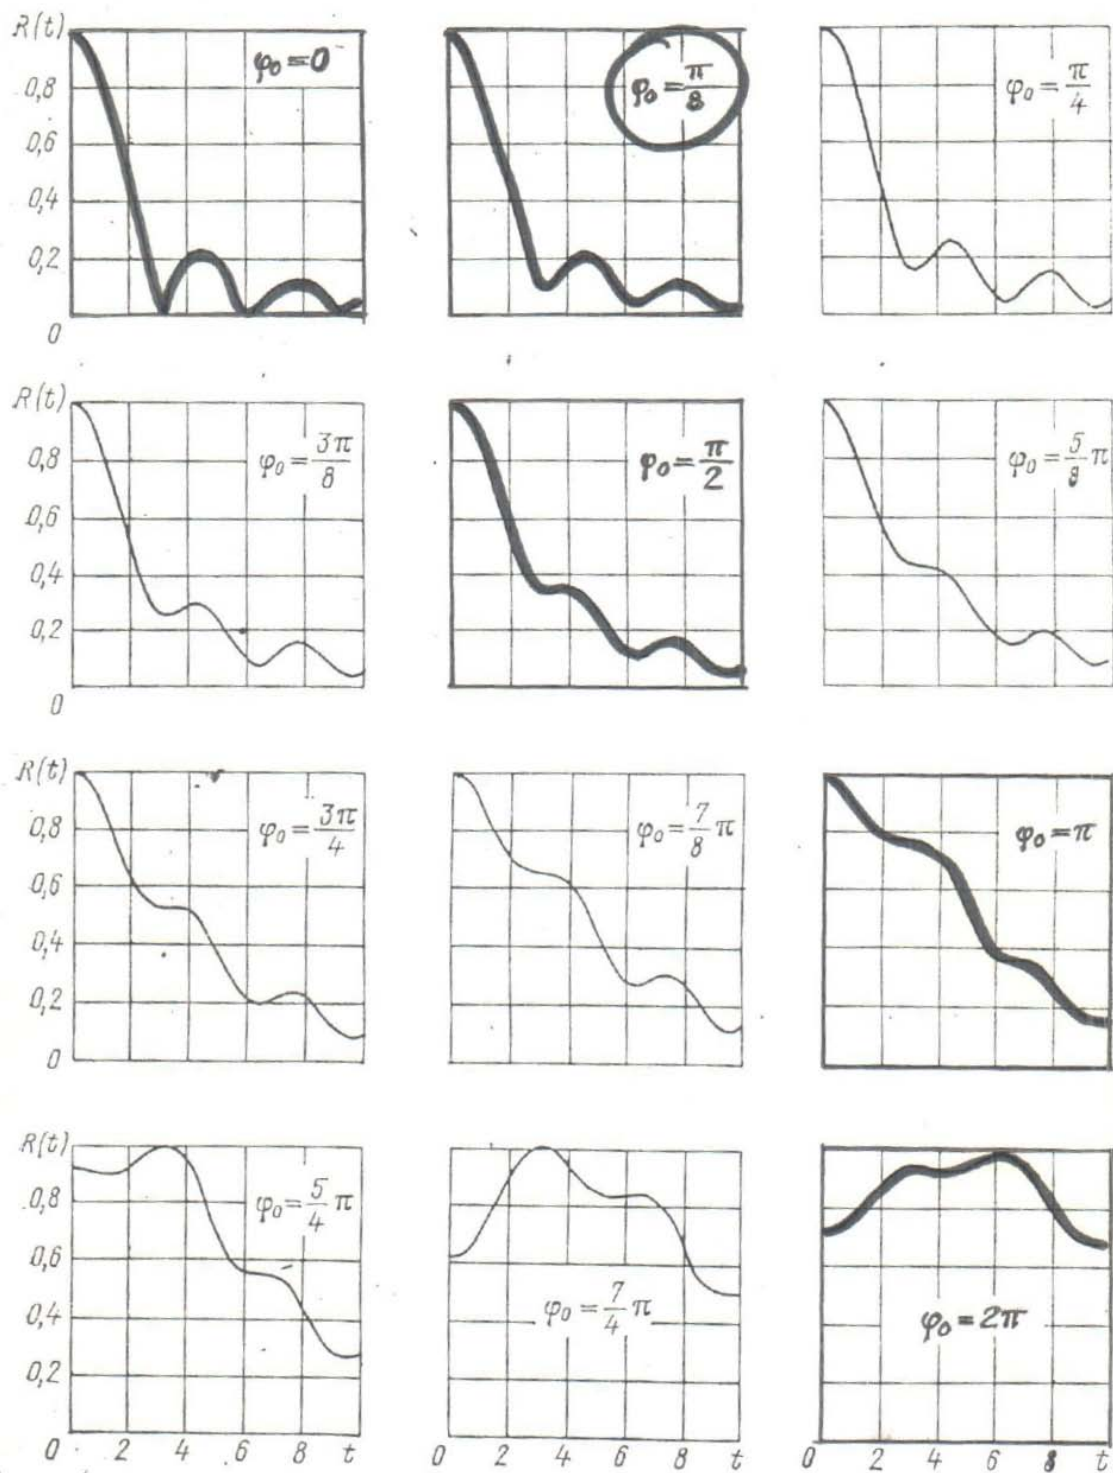 R(t)
φ₀=0
φ₀=π/8
φ₀=π/4
0,8
0,6
0,4
0,2
0
R(t)
φ₀=3π/8
φ₀=π/2
φ₀=5/8 π
0,8
0,6
0,4
0,2
0
R(t)
φ₀=3π/4
φ₀=7/8 π
φ₀=π
0,8
0,6
0,4
0,2
0
R(t)
0,8
φ₀=5/4 π
0,6
φ₀=7/4 π
φ₀=2π
0,4
0,2
0 2 4 6 8 t
0 2 4 6 8 t
0 2 4 6 8 t